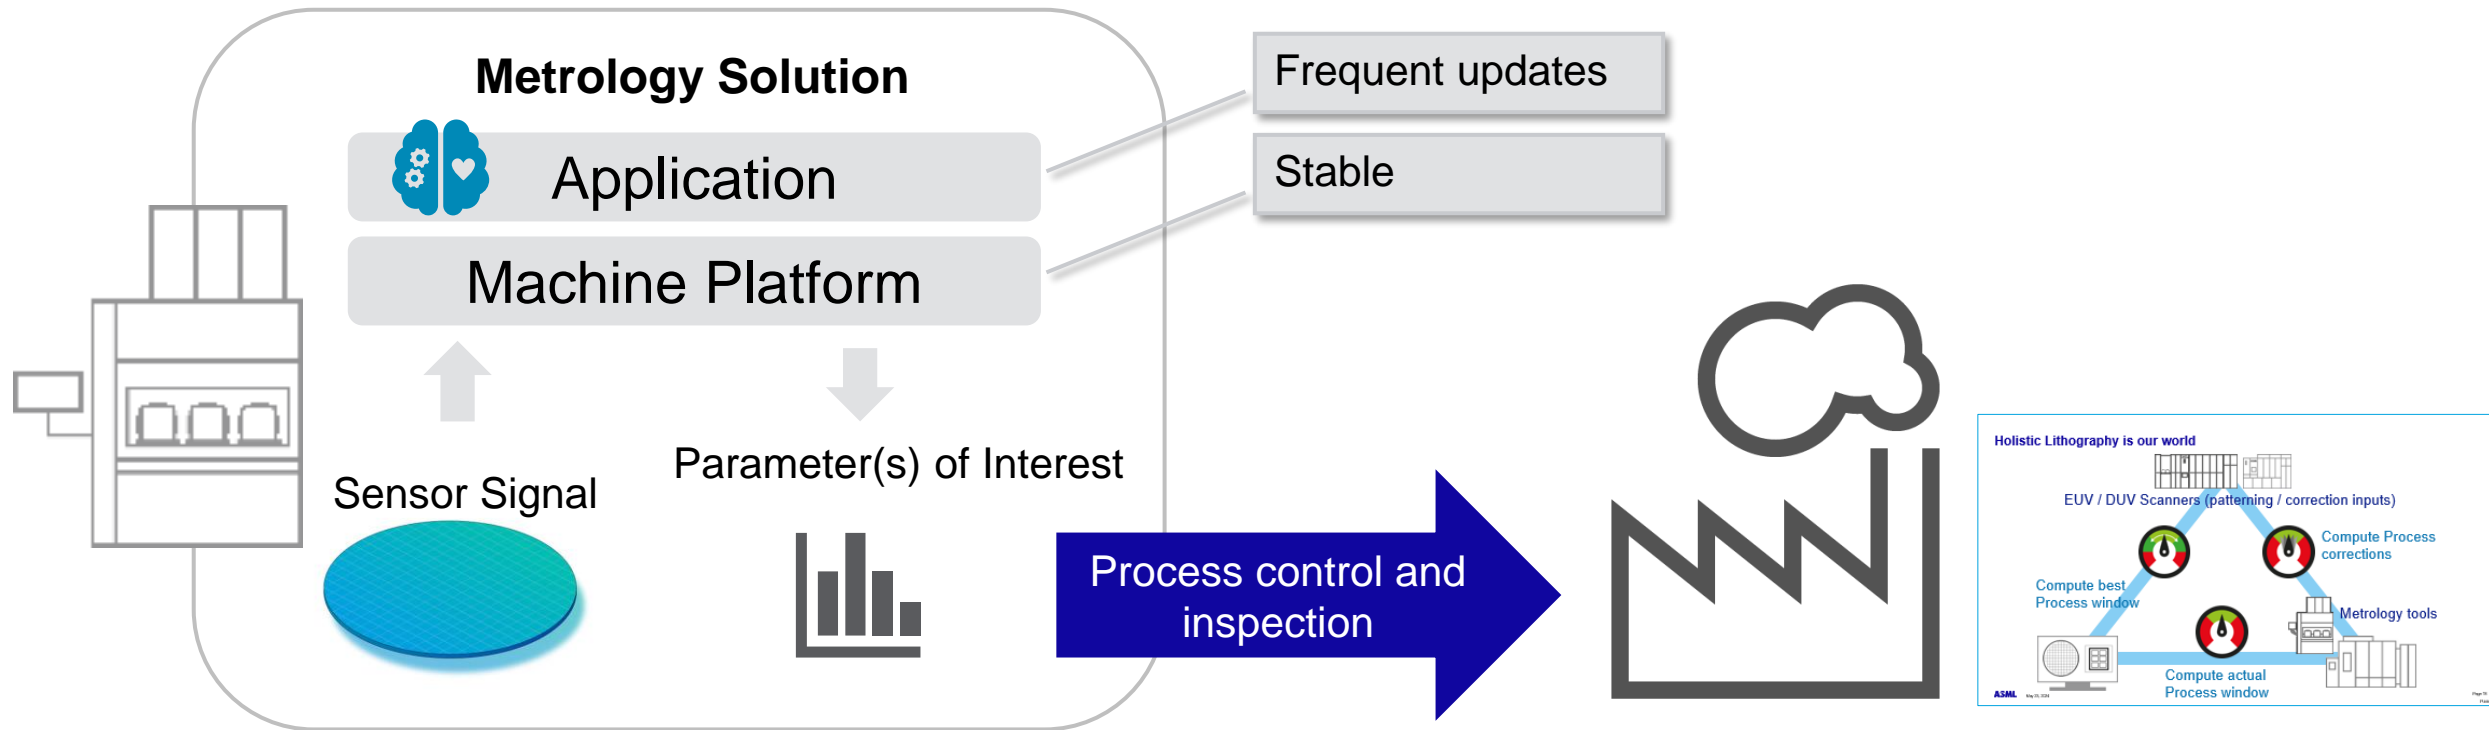 Metrology Solution
Application
Machine Platform
Frequent updates
Stable
Sensor Signal
Parameter(s) of Interest
Process control and
inspection
Holistic Lithography is our world
EUV / DUV Scanners (patterning / correction inputs)
Compute Process
corrections
Compute best
Process window
Metrology tools
Compute actual
Process window
ASML